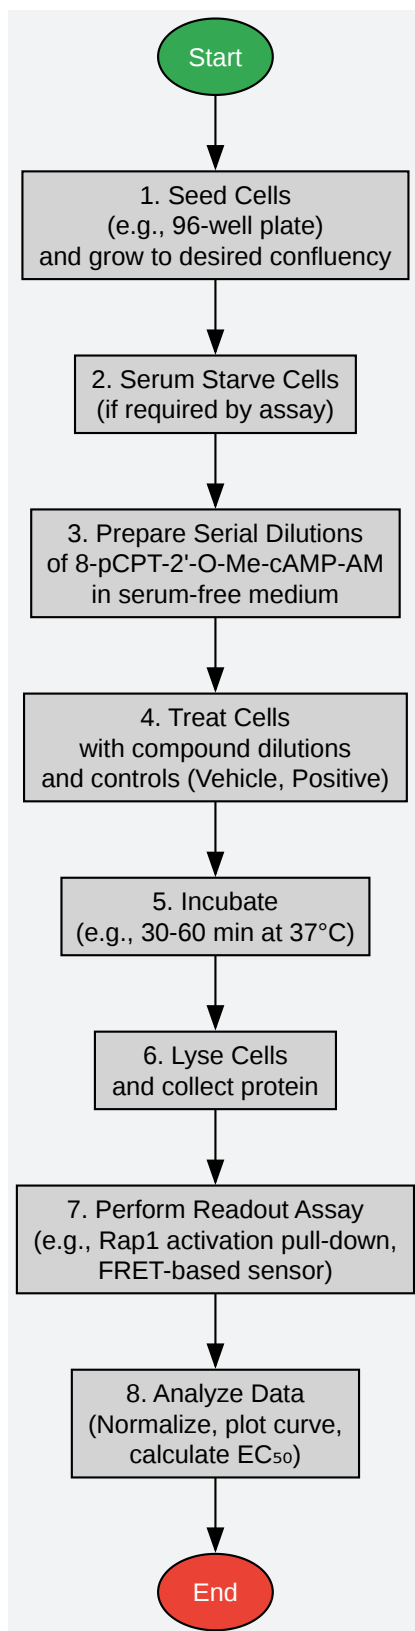 Start
1. Seed Cells
(e.g., 96-well plate)
and grow to desired confluency
2. Serum Starve Cells
(if required by assay)
3. Prepare Serial Dilutions
of 8-pCPT-2'-O-Me-cAMP-AM
in serum-free medium
4. Treat Cells
with compound dilutions
and controls (Vehicle, Positive)
5. Incubate
(e.g., 30-60 min at 37°C)
6. Lyse Cells
and collect protein
7. Perform Readout Assay
(e.g., Rap1 activation pull-down,
FRET-based sensor)
8. Analyze Data
(Normalize, plot curve,
calculate EC₅₀)
End